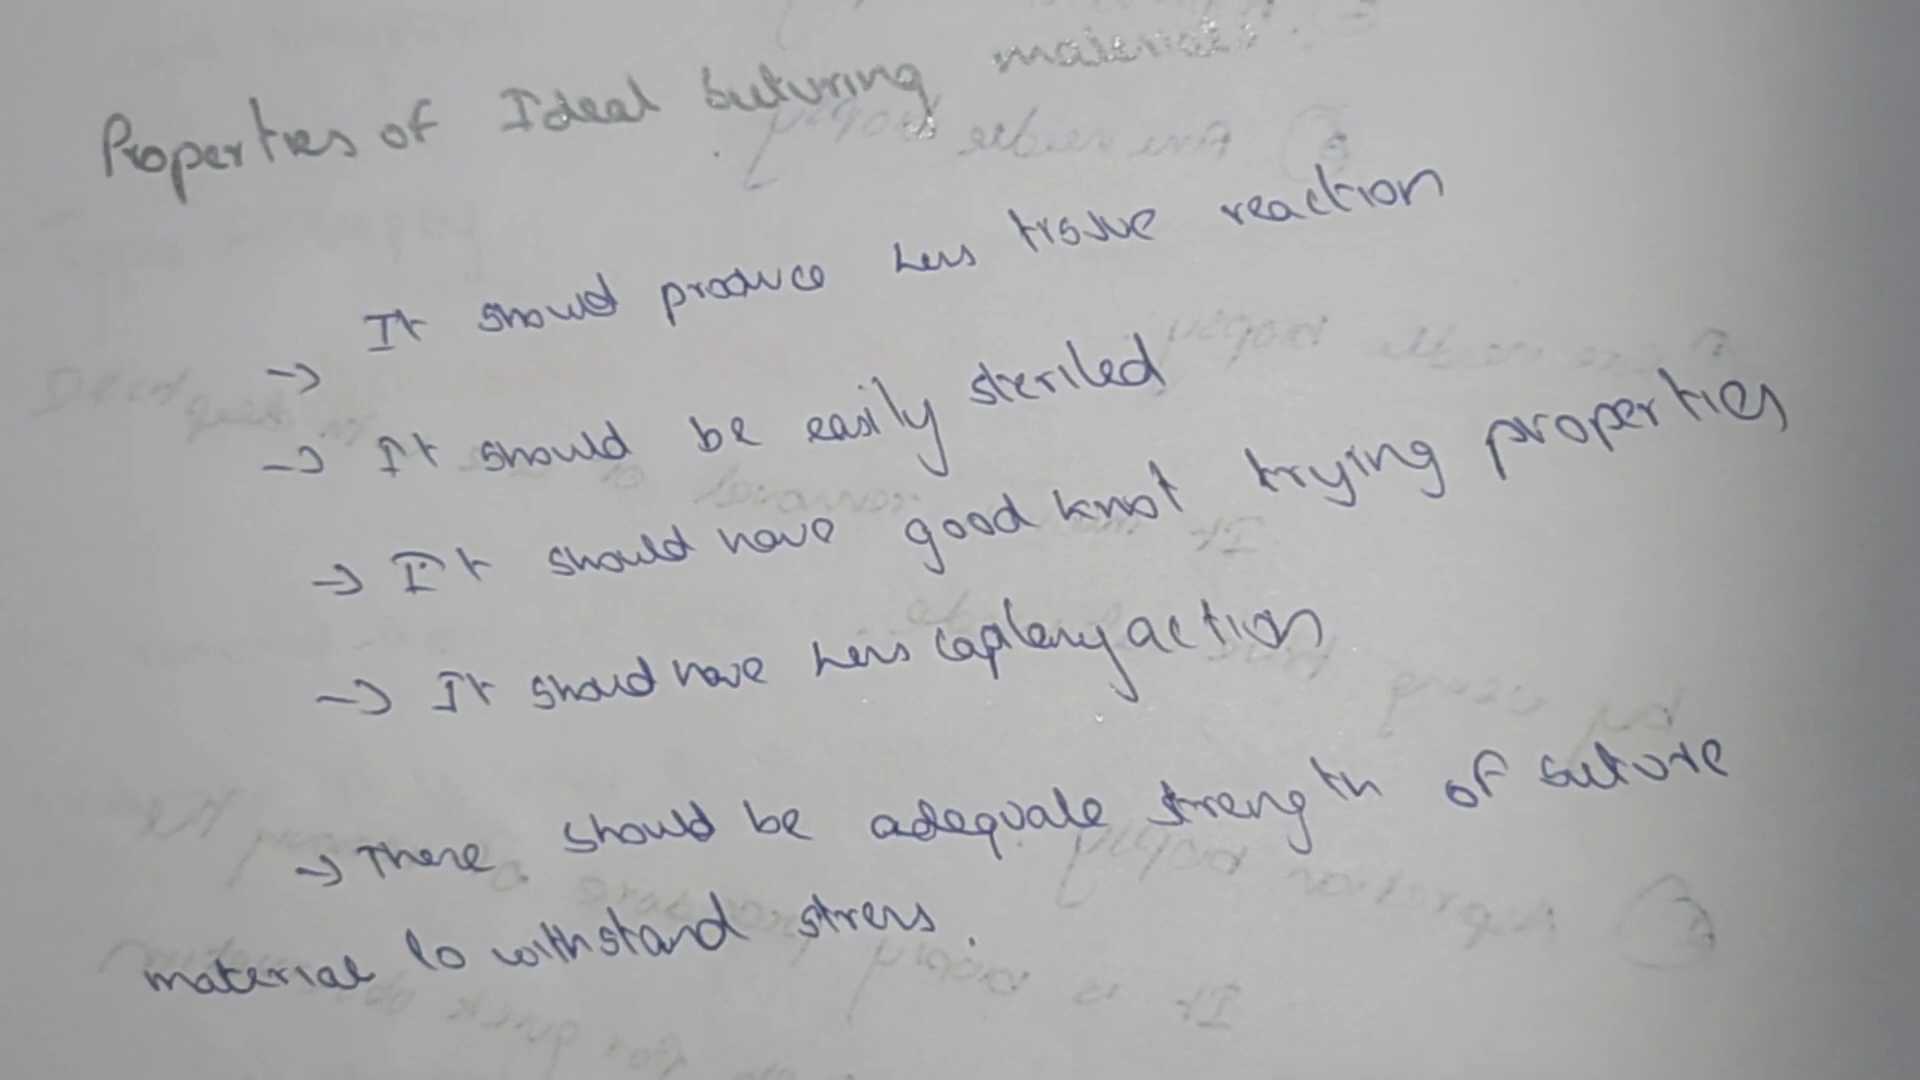 Properties of Ideal Suturing materials.
→ It should produce less tissue reaction
→ It should be easily steriled
→ It should have good knot trying properties
→ It should have less caplary action
→ There should be adequate strength of suture
material to withstand stress.